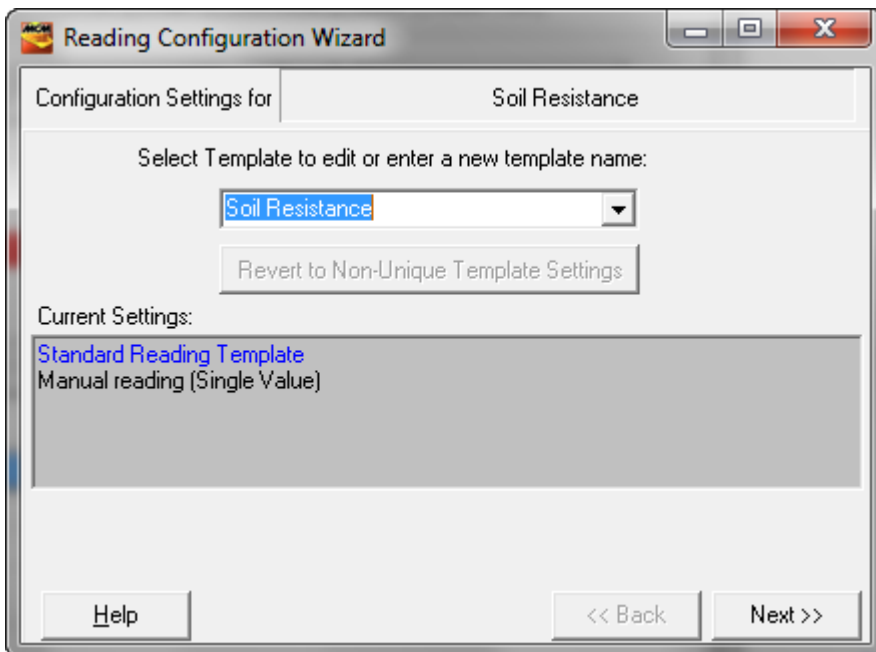 MCM
Reading Configuration Wizard
Configuration Settings for Soil Resistance
Select Template to edit or enter a new template name:
Soil Resistance
Revert to Non-Unique Template Settings
Current Settings:
Standard Reading Template
Manual reading (Single Value)
Help << Back Next >>